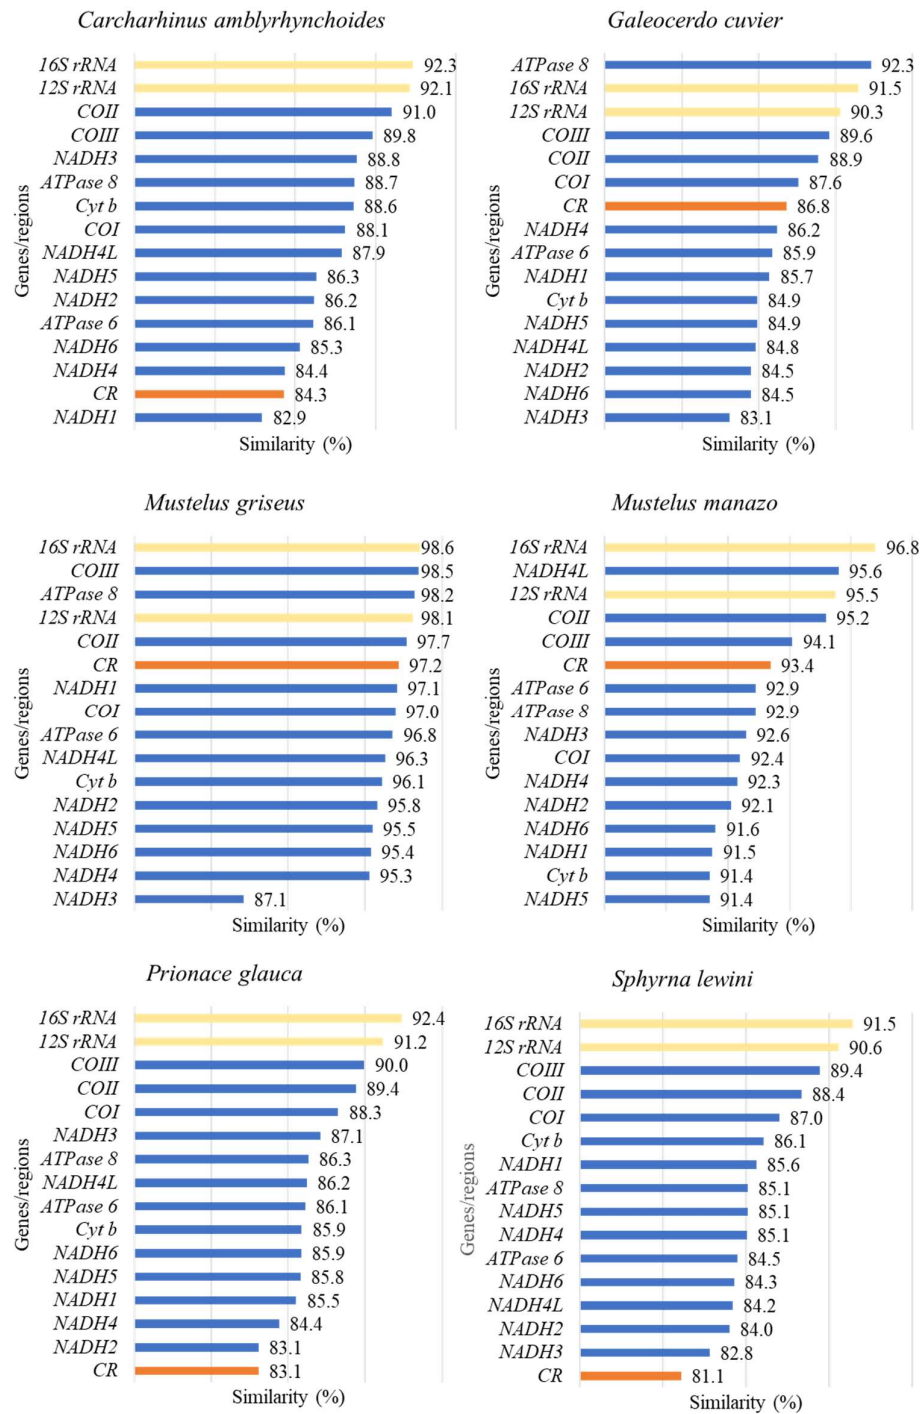 Carcharhinus amblyrhynchoides
Genes/regions
16S rRNA 92.3
12S rRNA 92.1
COII 91.0
COIII 89.8
NADH3 88.8
ATPase 8 88.7
Cyt b 88.6
COI 88.1
NADH4L 87.9
NADH5 86.3
NADH2 86.2
ATPase 6 86.1
NADH6 85.3
NADH4 84.4
CR 84.3
NADH1 82.9
Similarity (%)
Galeocerdo cuvier
Genes/regions
ATPase 8 92.3
16S rRNA 91.5
12S rRNA 90.3
COIII 89.6
COII 88.9
COI 87.6
CR 86.8
NADH4 86.2
ATPase 6 85.9
NADH1 85.7
Cyt b 84.9
NADH5 84.9
NADH4L 84.8
NADH2 84.5
NADH6 84.5
NADH3 83.1
Similarity (%)
Mustelus griseus
Genes/regions
16S rRNA 98.6
COIII 98.5
ATPase 8 98.2
12S rRNA 98.1
COII 97.7
CR 97.2
NADH1 97.1
COI 97.0
ATPase 6 96.8
NADH4L 96.3
Cyt b 96.1
NADH2 95.8
NADH5 95.5
NADH6 95.4
NADH4 95.3
NADH3 87.1
Similarity (%)
Mustelus manazo
Genes/regions
16S rRNA 96.8
NADH4L 95.6
12S rRNA 95.5
COII 95.2
COIII 94.1
CR 93.4
ATPase 6 92.9
ATPase 8 92.9
NADH3 92.6
COI 92.4
NADH4 92.3
NADH2 92.1
NADH6 91.6
NADH1 91.5
Cyt b 91.4
NADH5 91.4
Similarity (%)
Prionace glauca
Genes/regions
16S rRNA 92.4
12S rRNA 91.2
COIII 90.0
COII 89.4
COI 88.3
NADH3 87.1
ATPase 8 86.3
NADH4L 86.2
ATPase 6 86.1
Cyt b 85.9
NADH6 85.9
NADH5 85.8
NADH1 85.5
NADH4 84.4
NADH2 83.1
CR 83.1
Similarity (%)
Sphyrna lewini
Genes/regions
16S rRNA 91.5
12S rRNA 90.6
COIII 89.4
COII 88.4
COI 87.0
Cyt b 86.1
NADH1 85.6
ATPase 8 85.1
NADH5 85.1
NADH4 85.1
ATPase 6 84.5
NADH6 84.3
NADH4L 84.2
NADH2 84.0
NADH3 82.8
CR 81.1
Similarity (%)